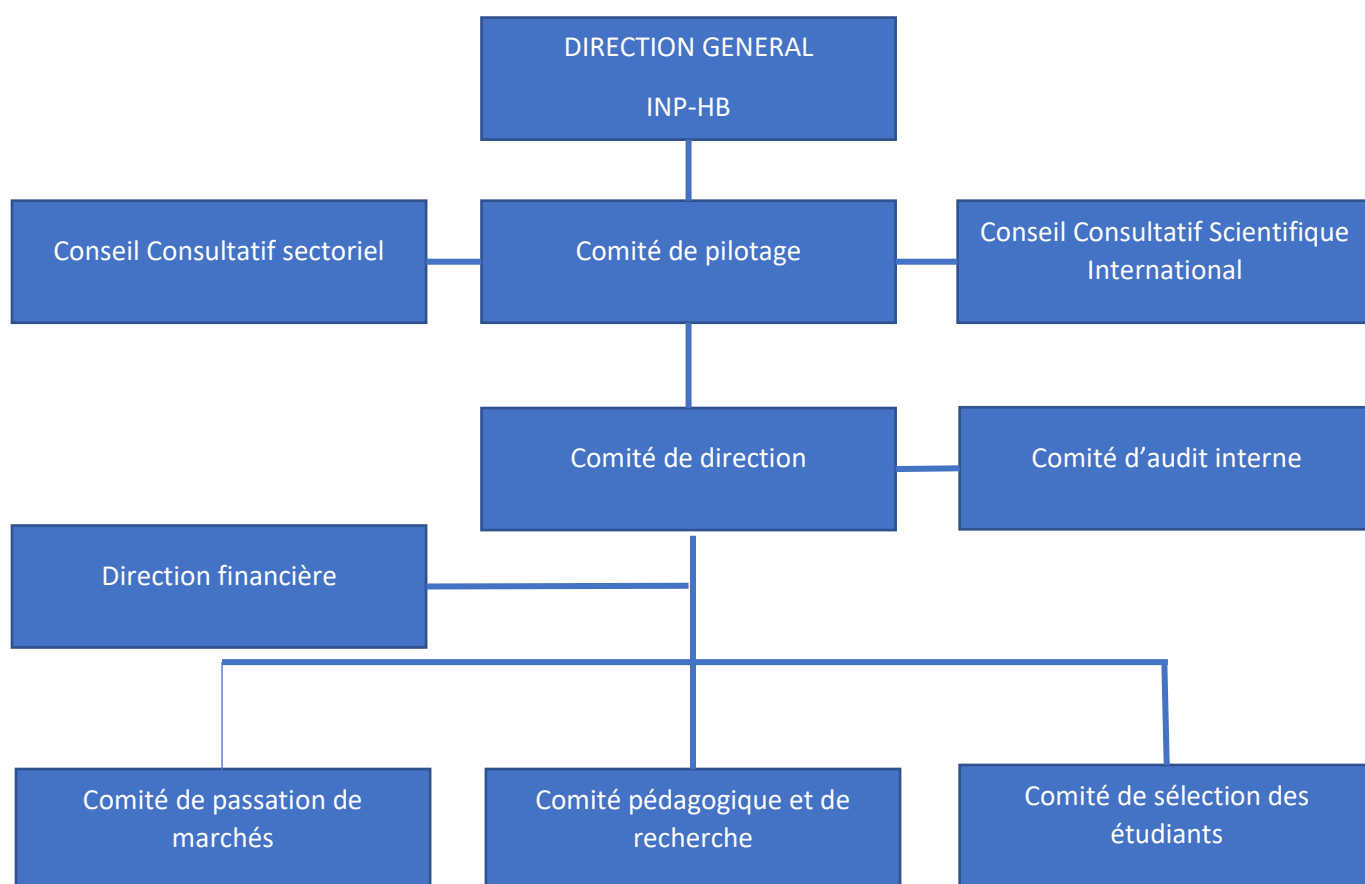 DIRECTION GENERAL
INP-HB
Conseil Consultatif sectoriel
Comité de pilotage
Conseil Consultatif Scientifique
International
Comité de direction
Comité d’audit interne
Direction financière
Comité de passation de
marchés
Comité pédagogique et de
recherche
Comité de sélection des
étudiants